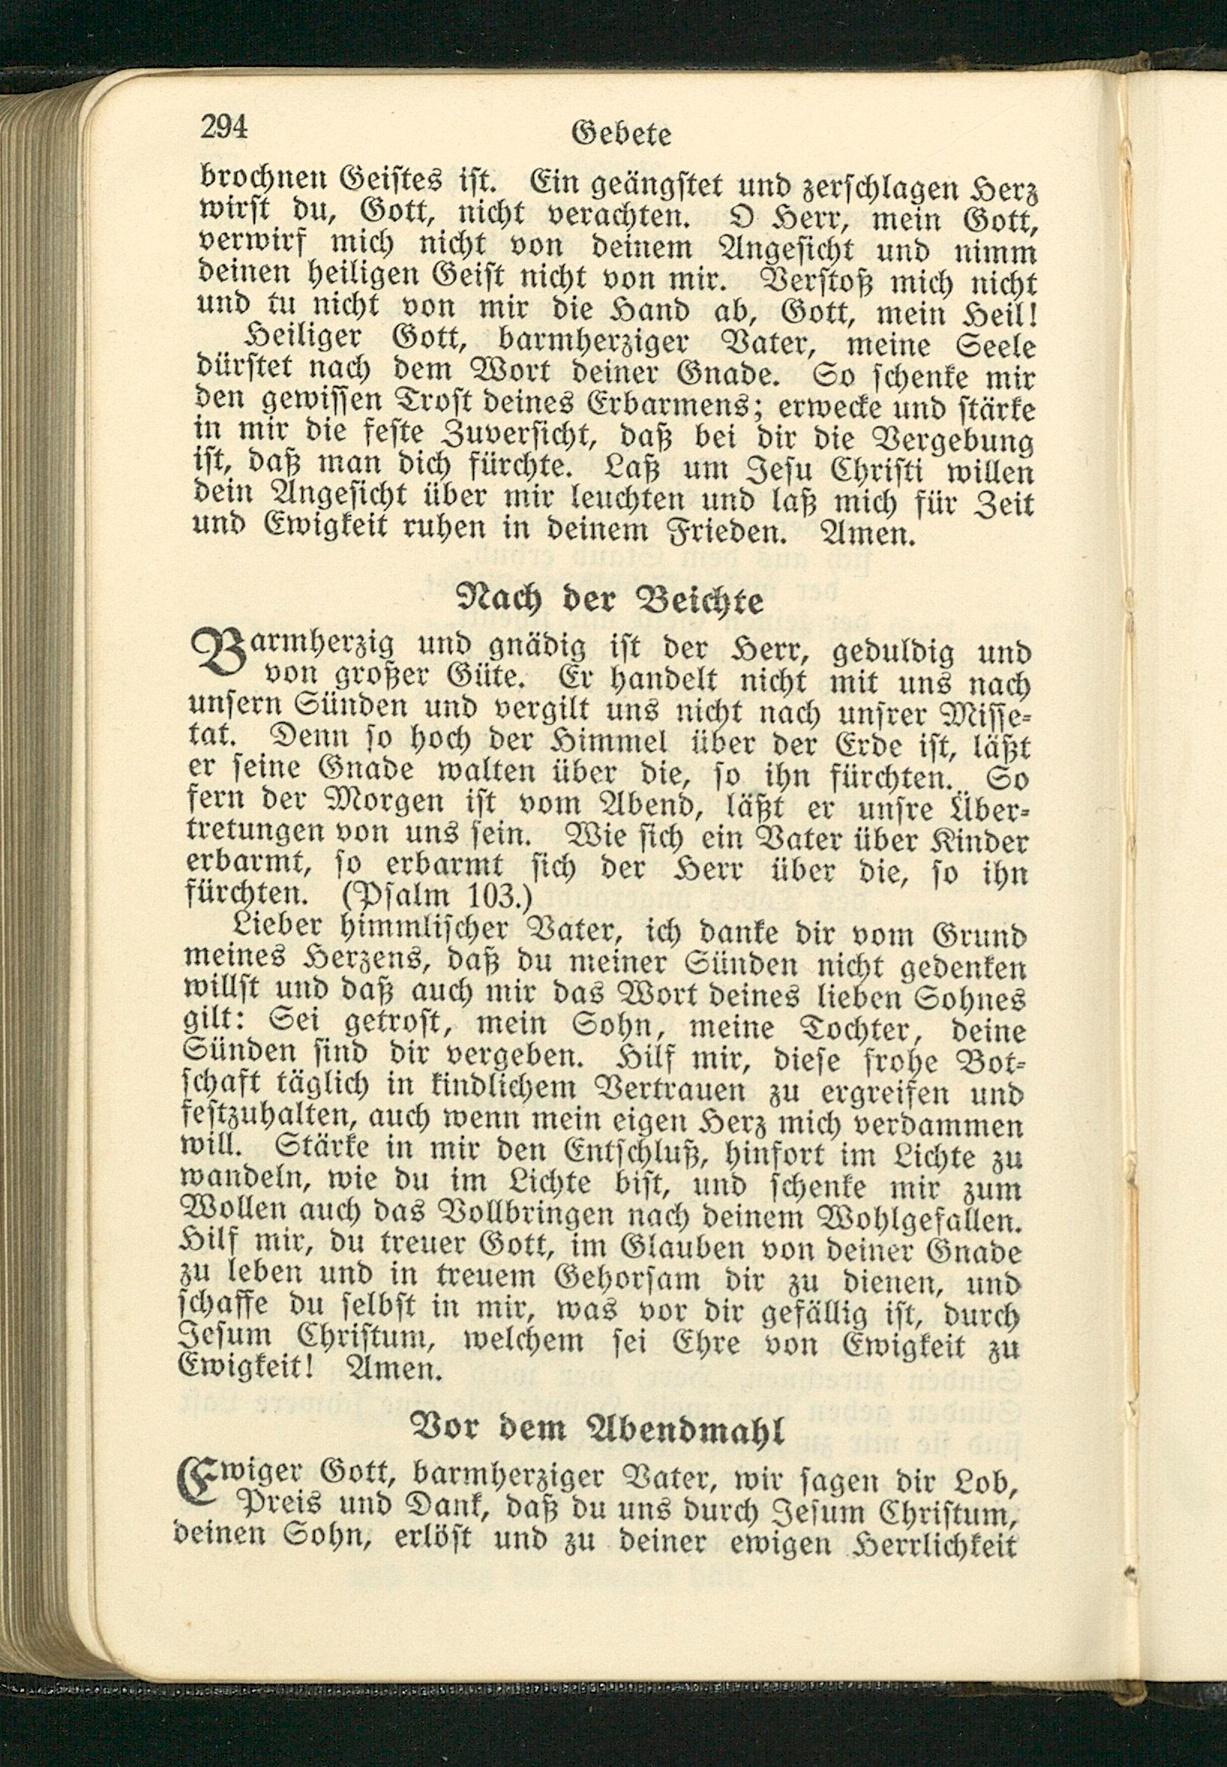 294
Gebete
brochnen Geistes ist. Ein geängstet und zerschlagen Herz
wirst du, Gott, nicht verachten. O Herr, mein Gott,
verwirf mich nicht von deinem Angesicht und nimm
deinen heiligen Geist nicht von mir. Verstoß mich nicht
und tu nicht von mir die Hand ab, Gott, mein Heil!
Heiliger Gott, barmherziger Vater, meine Seele
dürstet nach dem Wort deiner Gnade. So schenke mir
den gewissen Trost deines Erbarmens; erwecke und stärke
in mir die feste Zuversicht, daß bei dir die Vergebung
ist, daß man dich fürchte. Laß um Jesu Christi willen
dein Angesicht über mir leuchten und laß mich für Zeit
und Ewigkeit ruhen in deinem Frieden. Amen.
Nach der Beichte
Barmherzig und gnädig ist der Herr, geduldig und
von großer Güte. Er handelt nicht mit uns nach
unsern Sünden und vergilt uns nicht nach unsrer Misse-
tat. Denn so hoch der Himmel über der Erde ist, läßt
er seine Gnade walten über die, so ihn fürchten. So
fern der Morgen ist vom Abend, läßt er unsre Über-
tretungen von uns sein. Wie sich ein Vater über Kinder
erbarmt, so erbarmt sich der Herr über die, so ihn
fürchten. (Psalm 103.)
Lieber himmlischer Vater, ich danke dir vom Grund
meines Herzens, daß du meiner Sünden nicht gedenken
willst und daß auch mir das Wort deines lieben Sohnes
gilt: Sei getrost, mein Sohn, meine Tochter, deine
Sünden sind dir vergeben. Hilf mir, diese frohe Bot-
schaft täglich in kindlichem Vertrauen zu ergreifen und
festzuhalten, auch wenn mein eigen Herz mich verdammen
will. Stärke in mir den Entschluß, hinfort im Lichte zu
wandeln, wie du im Lichte bist, und schenke mir zum
Wollen auch das Vollbringen nach deinem Wohlgefallen.
Hilf mir, du treuer Gott, im Glauben von deiner Gnade
zu leben und in treuem Gehorsam dir zu dienen, und
schaffe du selbst in mir, was vor dir gefällig ist, durch
Jesum Christum, welchem sei Ehre von Ewigkeit zu
Ewigkeit! Amen.
Vor dem Abendmahl
Ewiger Gott, barmherziger Vater, wir sagen dir Lob,
Preis und Dank, daß du uns durch Jesum Christum,
deinen Sohn, erlöst und zu deiner ewigen Herrlichkeit